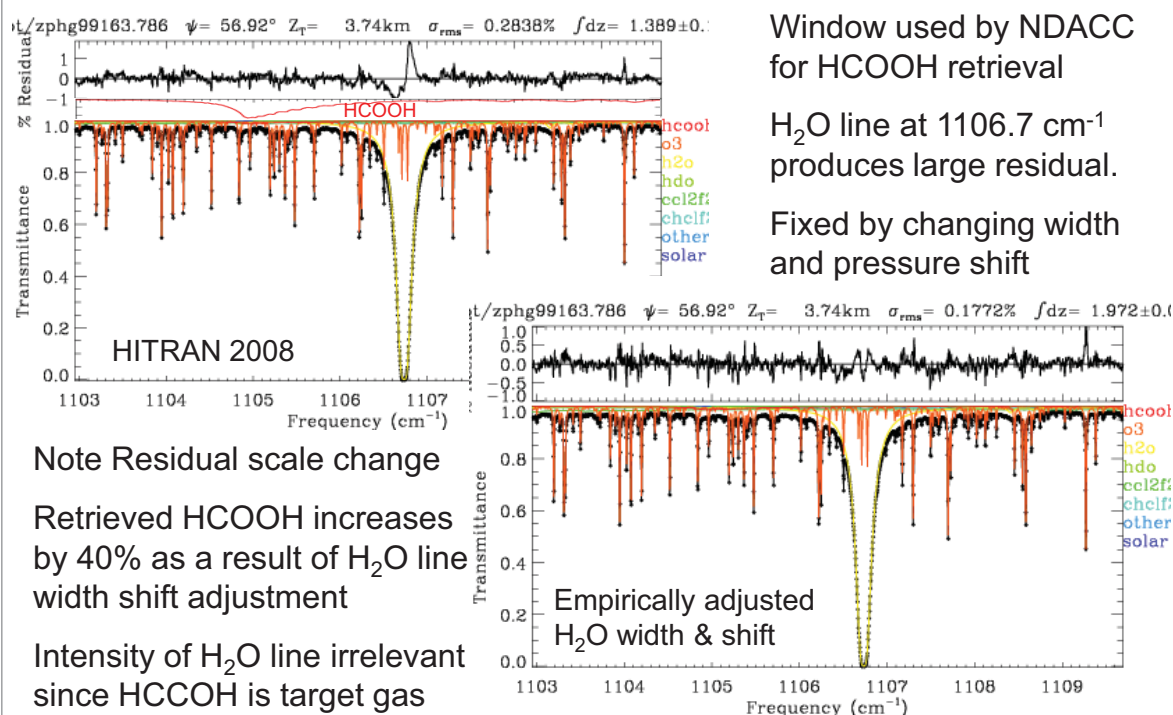 ot/zphg99163.786 ψ= 56.92° Z_T= 3.74km σ_rms= 0.2838% ∫dz= 1.389±0.
% Residual
1
0
−1
HCOOH
1.0
0.8
0.6
0.4
0.2
0.0
Transmittance
hcooh
o3
h2o
hdo
ccl2f2
chclf2
other
solar
HITRAN 2008
1103 1104 1105 1106 1107
Frequency (cm⁻¹)
Window used by NDACC
for HCOOH retrieval
H₂O line at 1106.7 cm⁻¹
produces large residual.
Fixed by changing width
and pressure shift
Note Residual scale change
Retrieved HCOOH increases
by 40% as a result of H₂O line
width shift adjustment
Intensity of H₂O line irrelevant
since HCCOH is target gas
t/zphg99163.786 ψ= 56.92° Z_T= 3.74km σ_rms= 0.1772% ∫dz= 1.972±0.0
1.0
0.5
0.0
−0.5
−1.0
1.0
0.8
0.6
0.4
0.2
0.0
Transmittance
hcooh
o3
h2o
hdo
ccl2f2
chclf2
other
solar
Empirically adjusted
H₂O width & shift
1103 1104 1105 1106 1107 1108 1109
Frequency (cm⁻¹)